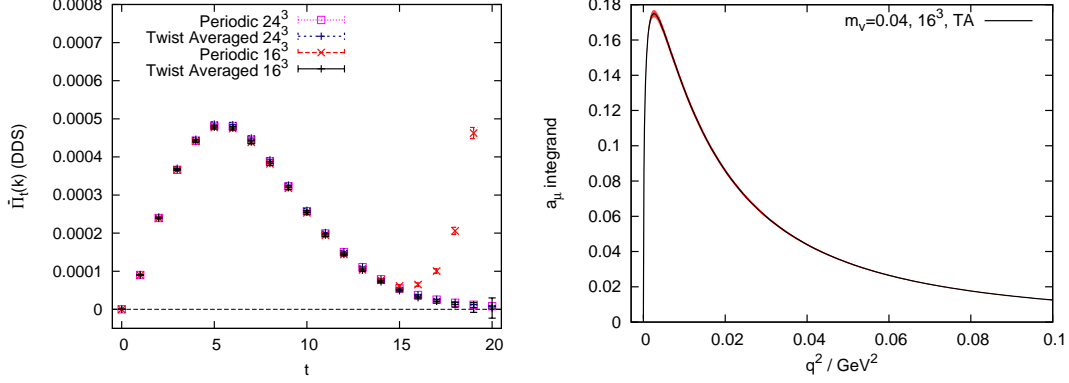 Periodic 24³
Twist Averaged 24³
Periodic 16³
Twist Averaged 16³
0.0008
0.0007
0.0006
0.0005
0.0004
0.0003
0.0002
0.0001
0
Π̄ₜ(k) (DDS)
0 5 10 15 20
t
mᵥ=0.04, 16³, TA
0.18
0.16
0.14
0.12
0.10
0.08
0.06
0.04
0.02
0.0
a_μ integrand
0 0.02 0.04 0.06 0.08 0.1
q² / GeV²